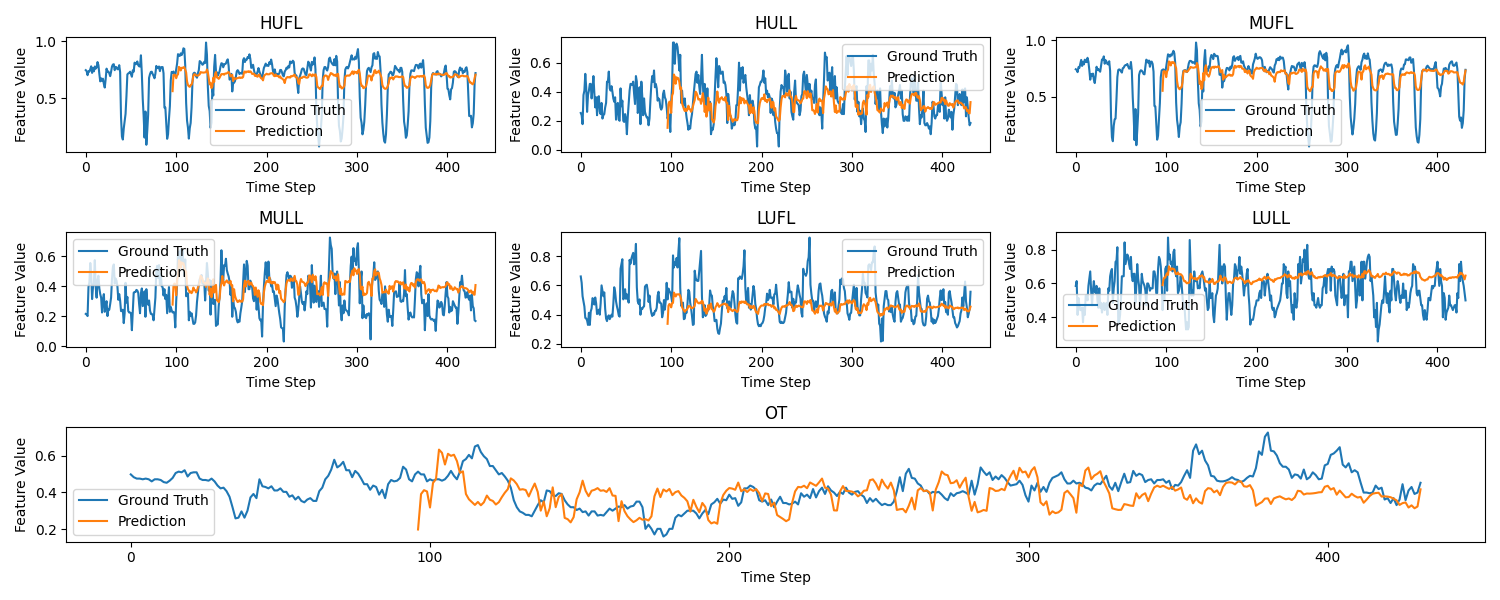 HUFL
HULL
MUFL
1.0
0.5
Feature Value
Ground Truth
Prediction
0 100 200 300 400
Time Step
0.6
0.4
0.2
0.0
Feature Value
Ground Truth
Prediction
0 100 200 300 400
Time Step
1.0
0.5
Feature Value
Ground Truth
Prediction
0 100 200 300 400
Time Step
MULL
LUFL
LULL
0.6
0.4
0.2
0.0
Feature Value
Ground Truth
Prediction
0 100 200 300 400
Time Step
0.8
0.6
0.4
0.2
Feature Value
Ground Truth
Prediction
0 100 200 300 400
Time Step
0.8
0.6
0.4
Feature Value
Ground Truth
Prediction
0 100 200 300 400
Time Step
OT
0.6
0.4
0.2
Feature Value
Ground Truth
Prediction
0 100 200 300 400
Time Step